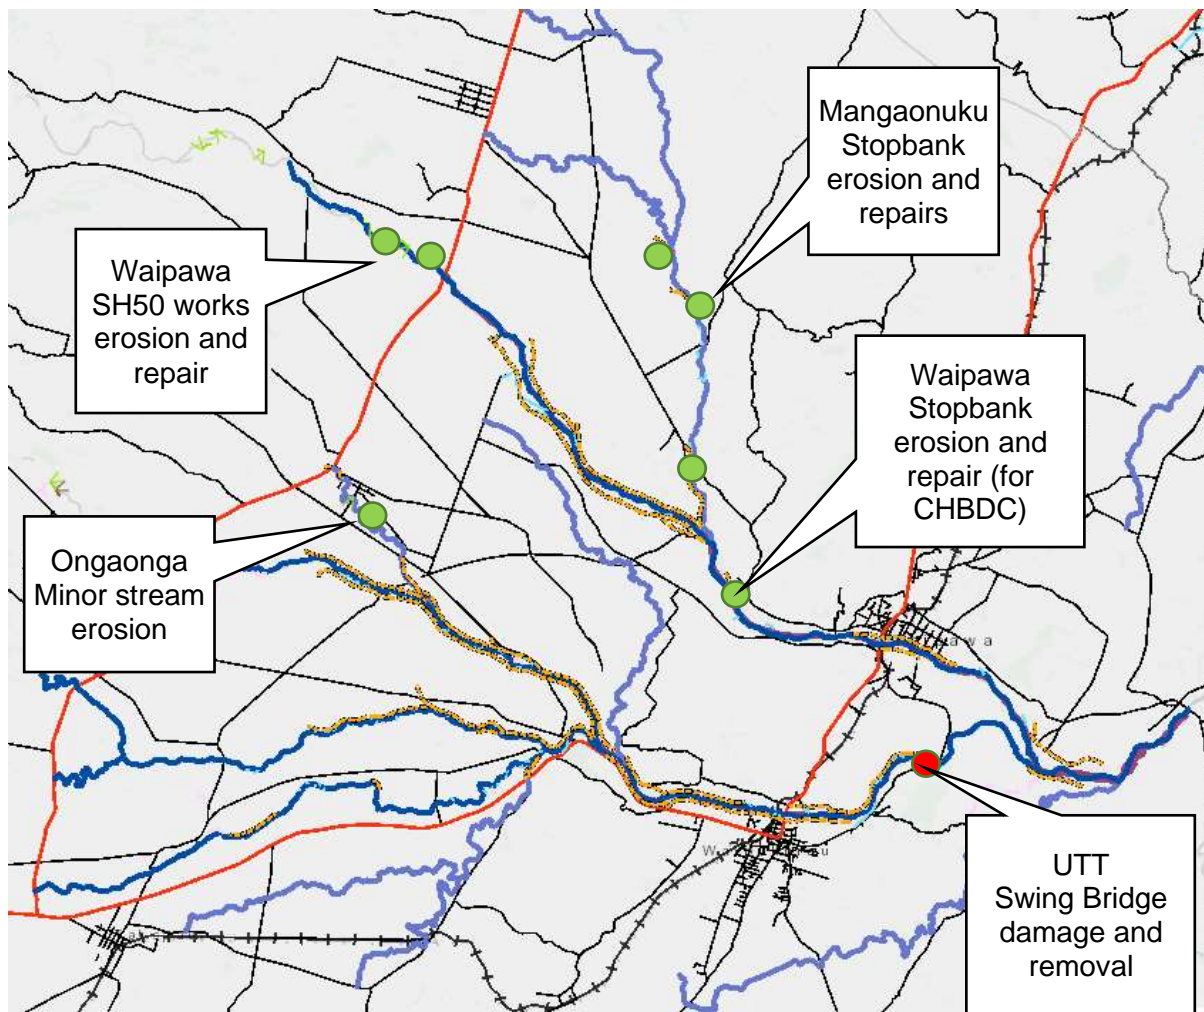 Mangaonuku
Stopbank
erosion and
repairs
Waipawa
SH50 works
erosion and
repair
Waipawa
Stopbank
erosion and
repair (for
CHBDC)
Ongaonga
Minor stream
erosion
UTT
Swing Bridge
damage and
removal